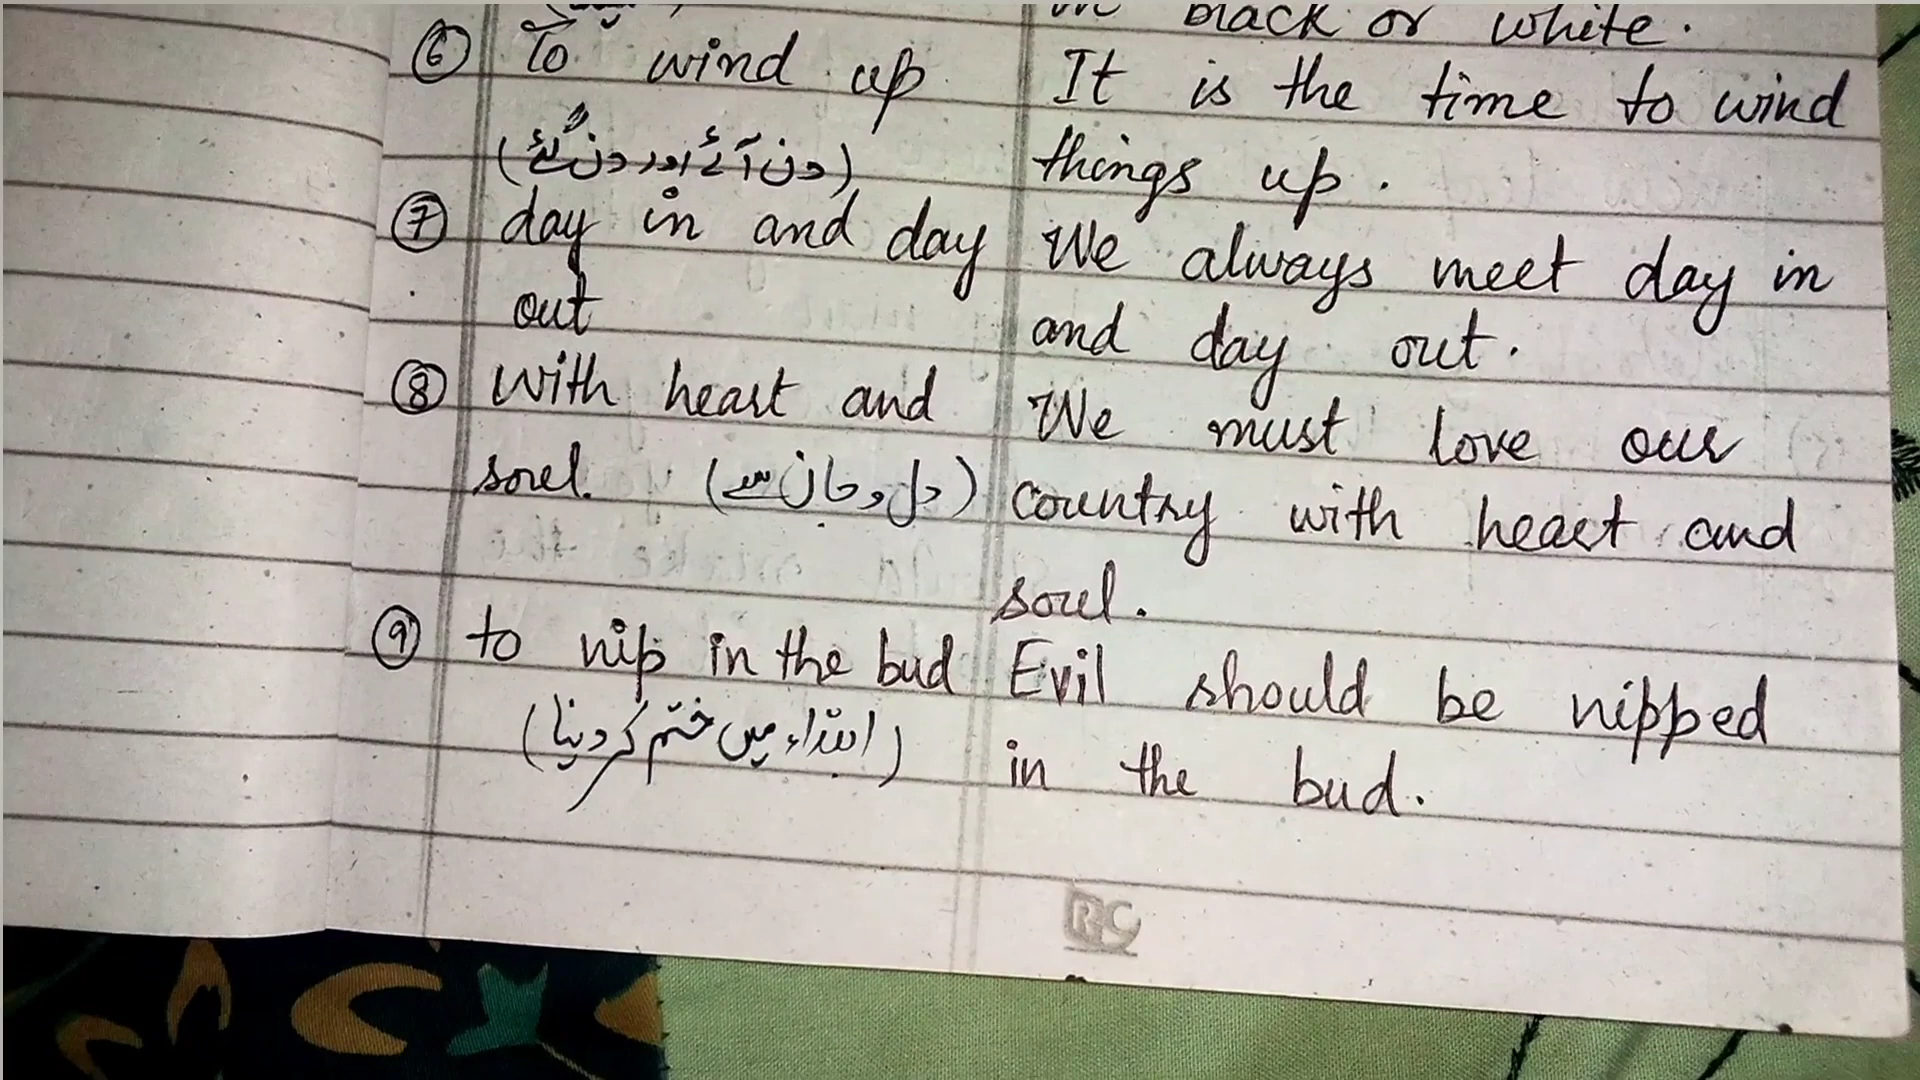 in black or white.
⑥ To wind up It is the time to wind
(دن آئے اور دن گئے) things up.
⑦ day in and day We always meet day in
out and day out.
⑧ with heart and We must love our
soul. (دل و جان سے) country with heart and
soul.
⑨ to nip in the bud Evil should be nipped
(ابتداء میں ختم کر دینا) in the bud.
RC